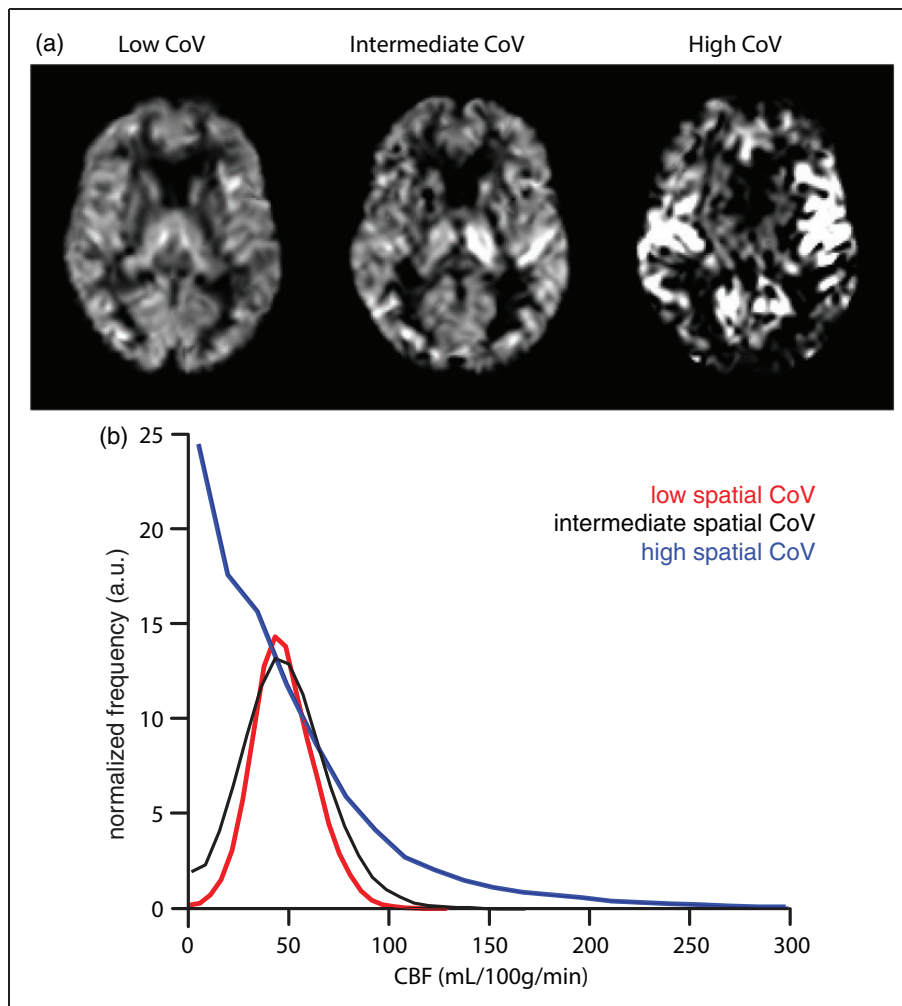 (a)
Low CoV Intermediate CoV High CoV
(b)
25
20
15
10
5
0
normalized frequency (a.u.)
low spatial CoV
intermediate spatial CoV
high spatial CoV
0 50 100 150 200 250 300
CBF (mL/100g/min)